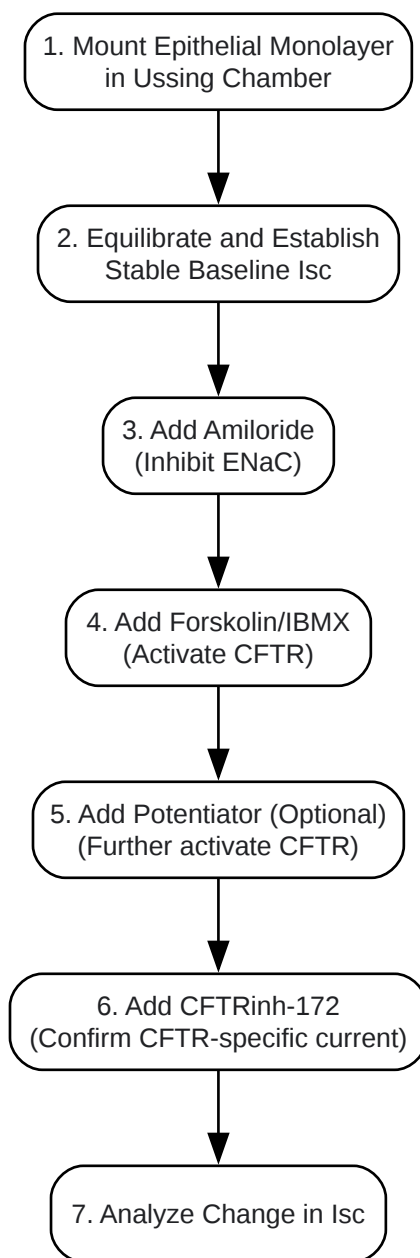 1. Mount Epithelial Monolayer
in Ussing Chamber
2. Equilibrate and Establish
Stable Baseline Isc
3. Add Amiloride
(Inhibit ENaC)
4. Add Forskolin/IBMX
(Activate CFTR)
5. Add Potentiator (Optional)
(Further activate CFTR)
6. Add CFTRinh-172
(Confirm CFTR-specific current)
7. Analyze Change in Isc